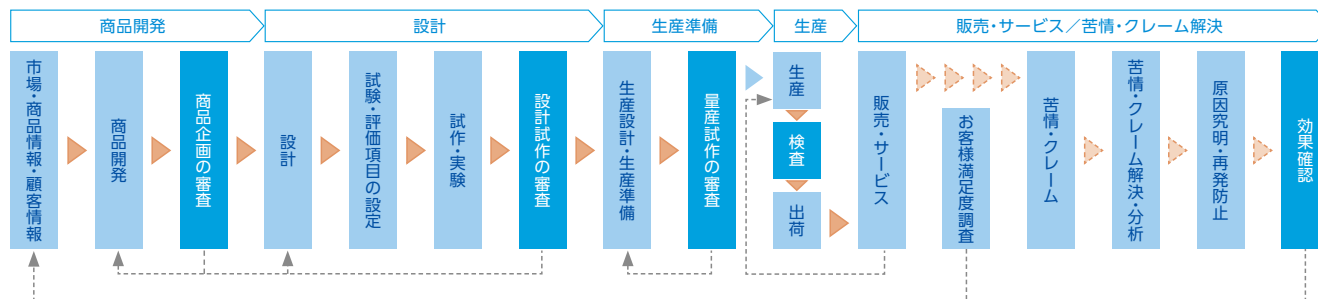 商品開発
設計
生産準備
生産
販売・サービス／苦情・クレーム解決
市場・商品情報・顧客情報
商品開発
商品企画の審査
設計
試験・評価項目の設定
試作・実験
設計試作の審査
生産設計・生産準備
量産試作の審査
生産
検査
出荷
販売・サービス
お客様満足度調査
苦情・クレーム
苦情・クレーム解決・分析
原因究明・再発防止
効果確認